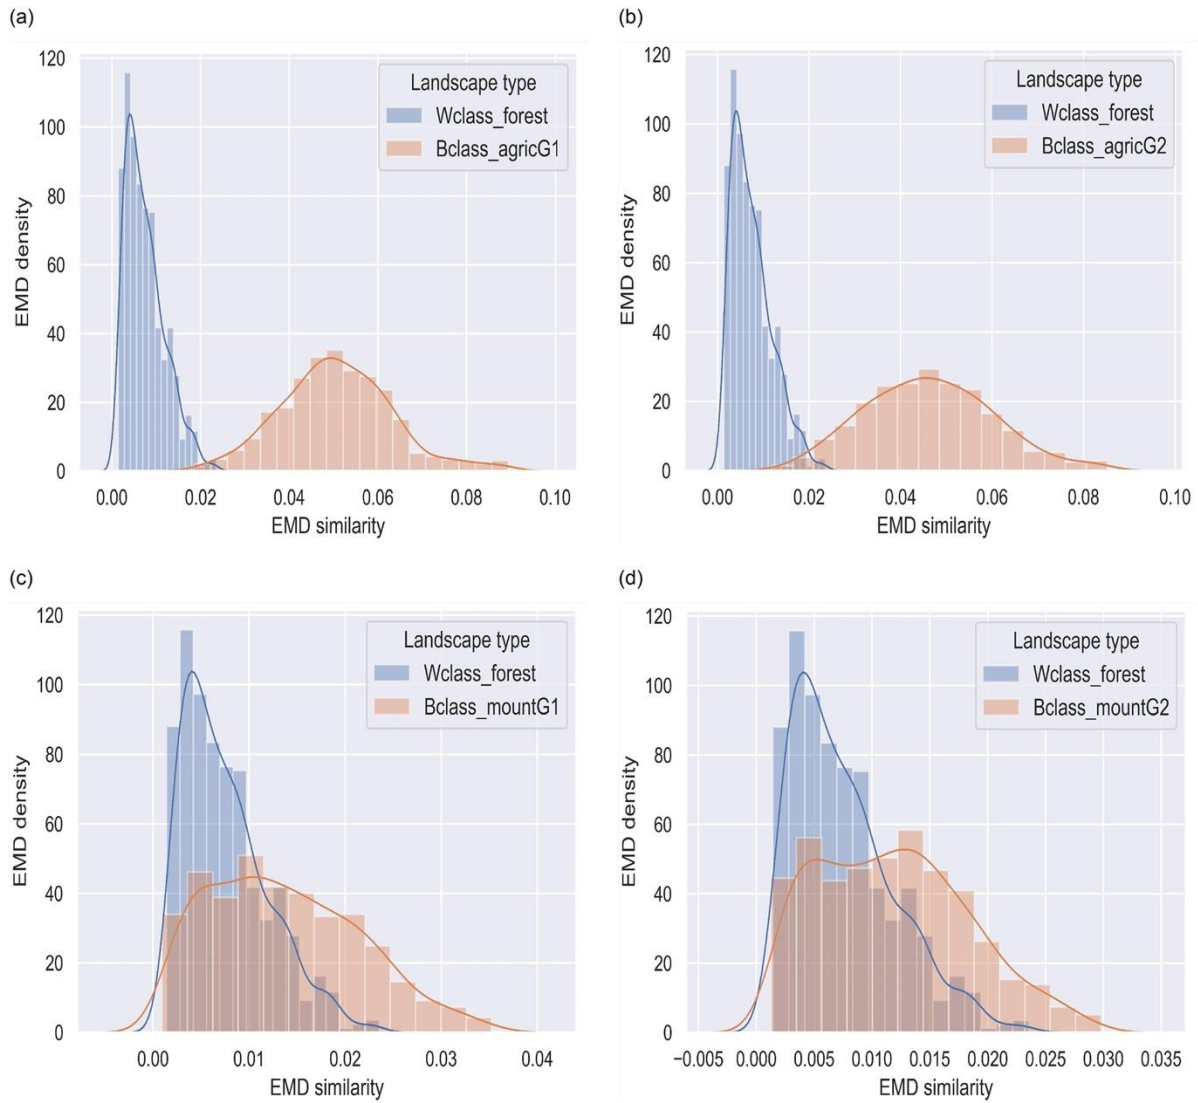 (a)
120
100
80
60
40
20
0
EMD density
Landscape type
Wclass_forest
Bclass_agricG1
0.00 0.02 0.04 0.06 0.08 0.10
EMD similarity
(b)
120
100
80
60
40
20
0
EMD density
Landscape type
Wclass_forest
Bclass_agricG2
0.00 0.02 0.04 0.06 0.08 0.10
EMD similarity
(c)
120
100
80
60
40
20
0
EMD density
Landscape type
Wclass_forest
Bclass_mountG1
0.00 0.01 0.02 0.03 0.04
EMD similarity
(d)
120
100
80
60
40
20
0
EMD density
Landscape type
Wclass_forest
Bclass_mountG2
−0.005 0.000 0.005 0.010 0.015 0.020 0.025 0.030 0.035
EMD similarity